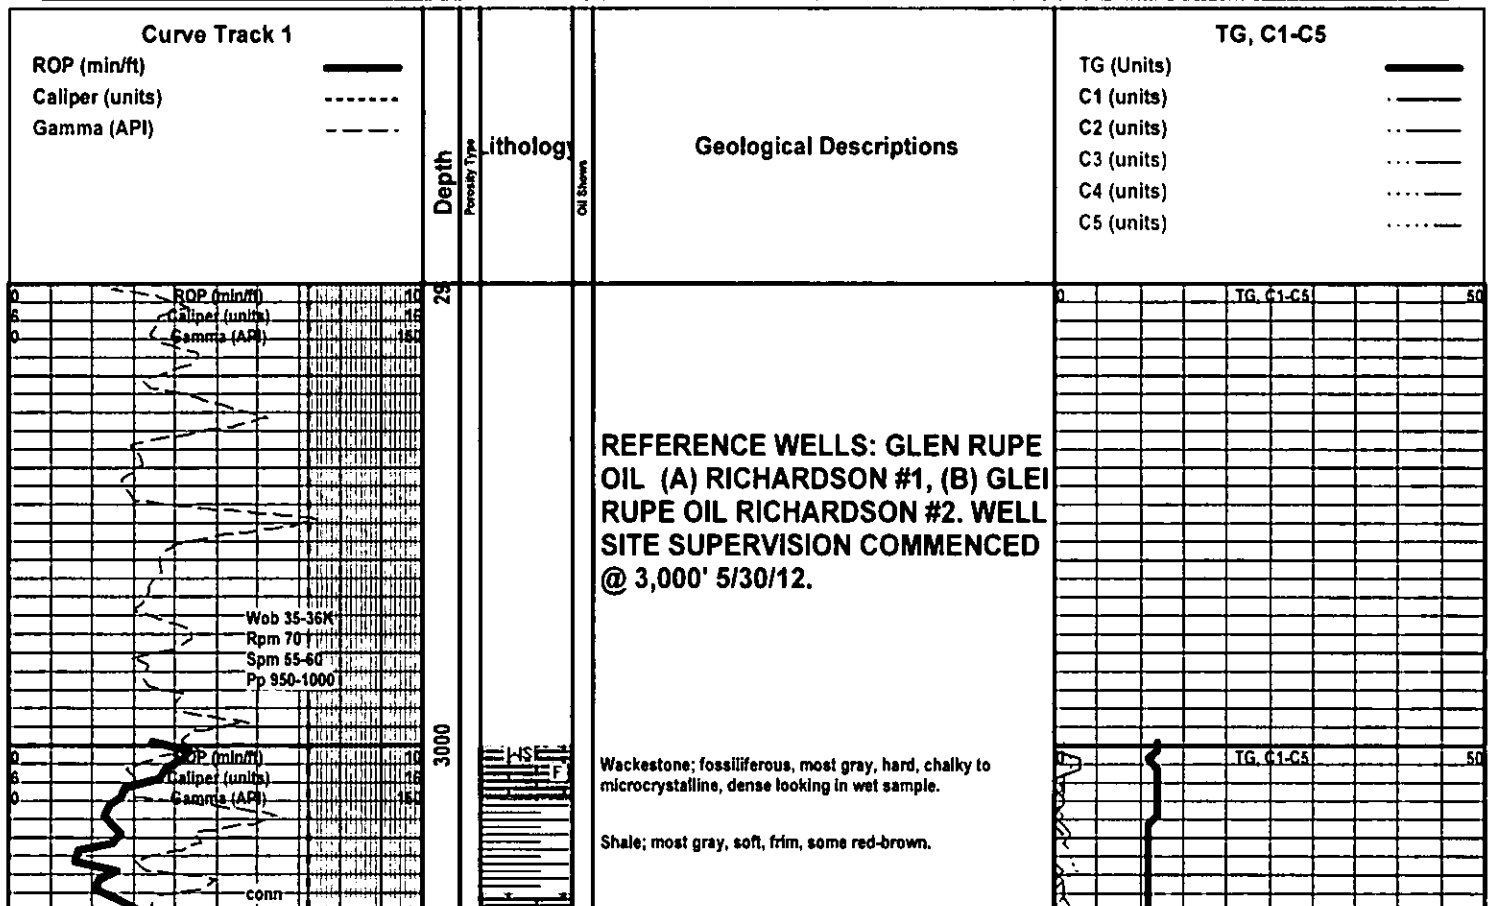 Curve Track 1
ROP (min/ft)
Caliper (units)
Gamma (API)
Depth
Porosity Type
Lithology
Oil Shows
Geological Descriptions
TG, C1-C5
TG (Units)
C1 (units)
C2 (units)
C3 (units)
C4 (units)
C5 (units)
0 ROP (min/ft) 10
6 Caliper (units) 16
0 Gamma (API) 150
29
0 TG, C1-C5 50
REFERENCE WELLS: GLEN RUPE
OIL (A) RICHARDSON #1, (B) GLEI
RUPE OIL RICHARDSON #2. WELL
SITE SUPERVISION COMMENCED
@ 3,000' 5/30/12.
Wob 35-36K
Rpm 70
Spm 55-60
Pp 950-1000
3000
0 ROP (min/ft) 10
6 Caliper (units) 16
0 Gamma (API) 150
F
Wackestone; fossiliferous, most gray, hard, chalky to
microcrystalline, dense looking in wet sample.
0 TG, C1-C5 50
Shale; most gray, soft, frim, some red-brown.
conn